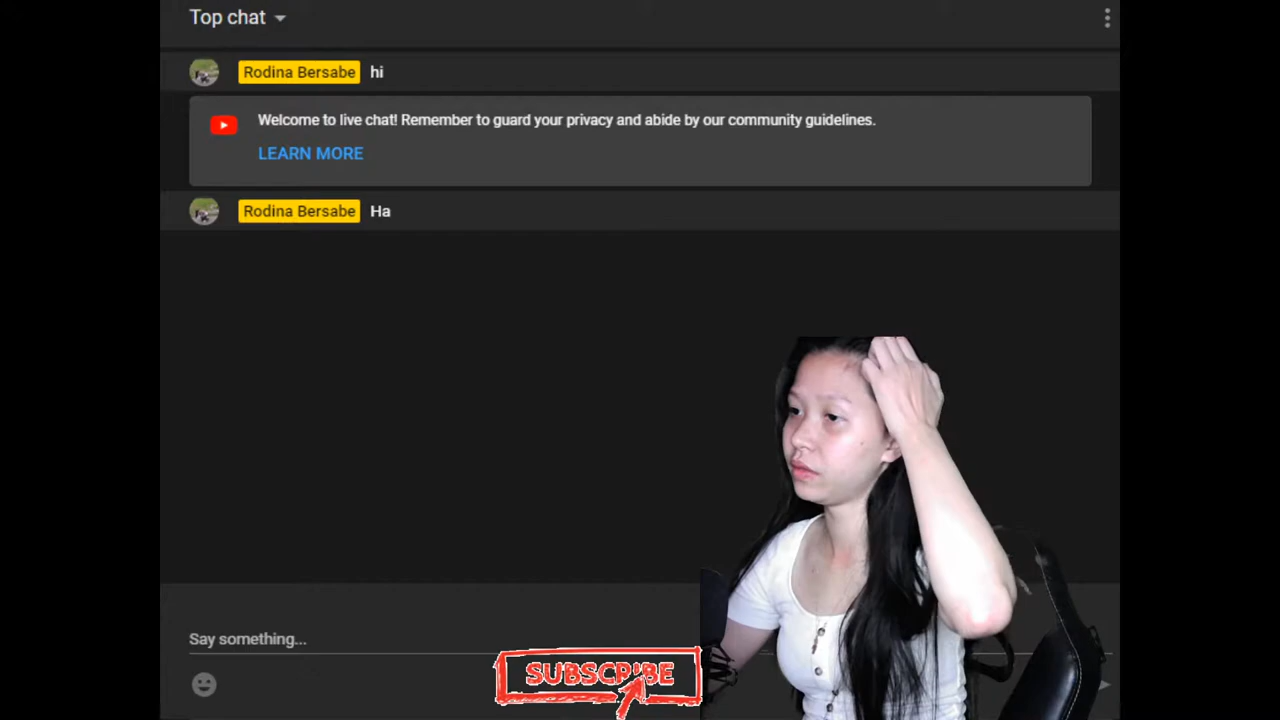 Top chat
Rodina Bersabe hi
Welcome to live chat! Remember to guard your privacy and abide by our community guidelines.
LEARN MORE
Rodina Bersabe Ha
Say something...
SUBSCRIBE